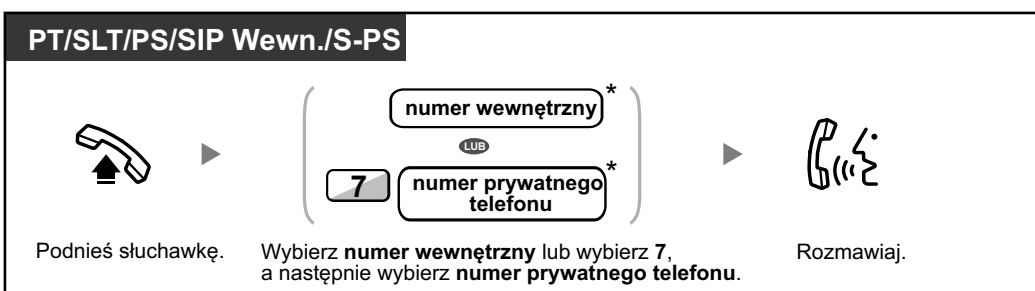 PT/SLT/PS/SIP Wewn./S-PS
numer wewnętrzny*
LUB
7 numer prywatnego*
telefonu
Podnieś słuchawkę.
Wybierz numer wewnętrzny lub wybierz 7,
a następnie wybierz numer prywatnego telefonu.
Rozmawiaj.